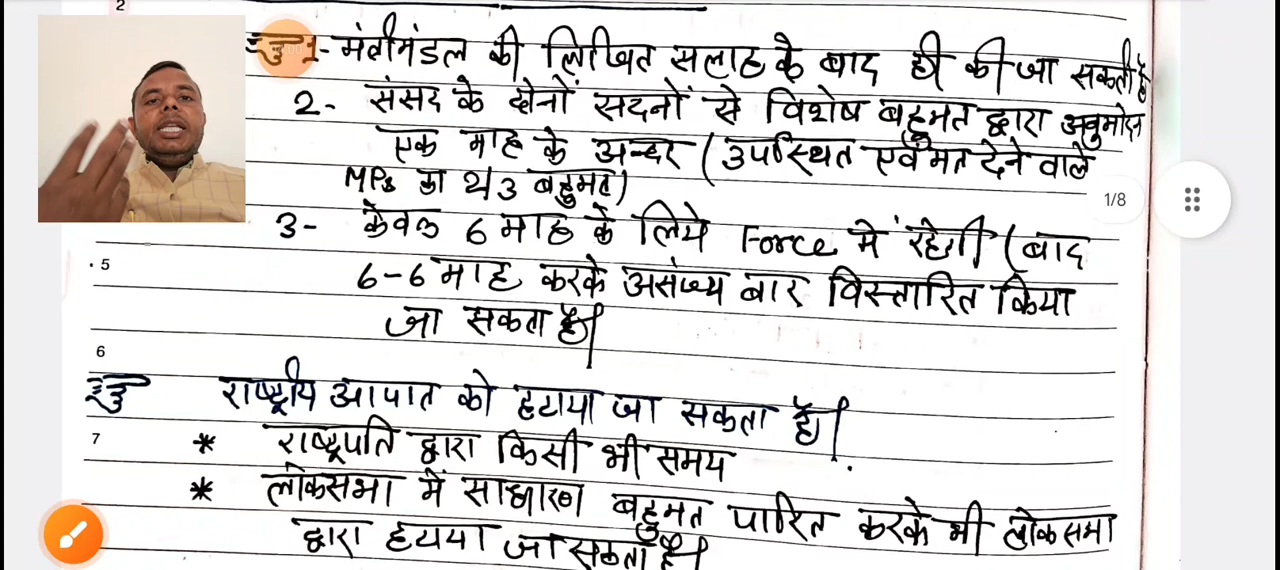 2
1- मंत्रीमंडल की लिखित सलाह के बाद ही की जा सकती है
2- संसद के दोनों सदनों से विशेष बहुमत द्वारा अनुमोदन
एक माह के अन्दर (उपस्थित एवं मत देने वाले
MPs का 2/3 बहुमत)
1/8
3- केवल 6 माह के लिये Force में रहेगी (बाद
5
6-6 माह करके असंख्य बार विस्तारित किया
जा सकता है।
6
राष्ट्रीय आपात को हटाया जा सकता है।
7
* राष्ट्रपति द्वारा किसी भी समय
* लोकसभा में साधारण बहुमत पारित करके भी लोकसभा
द्वारा हटाया जा सकता है।